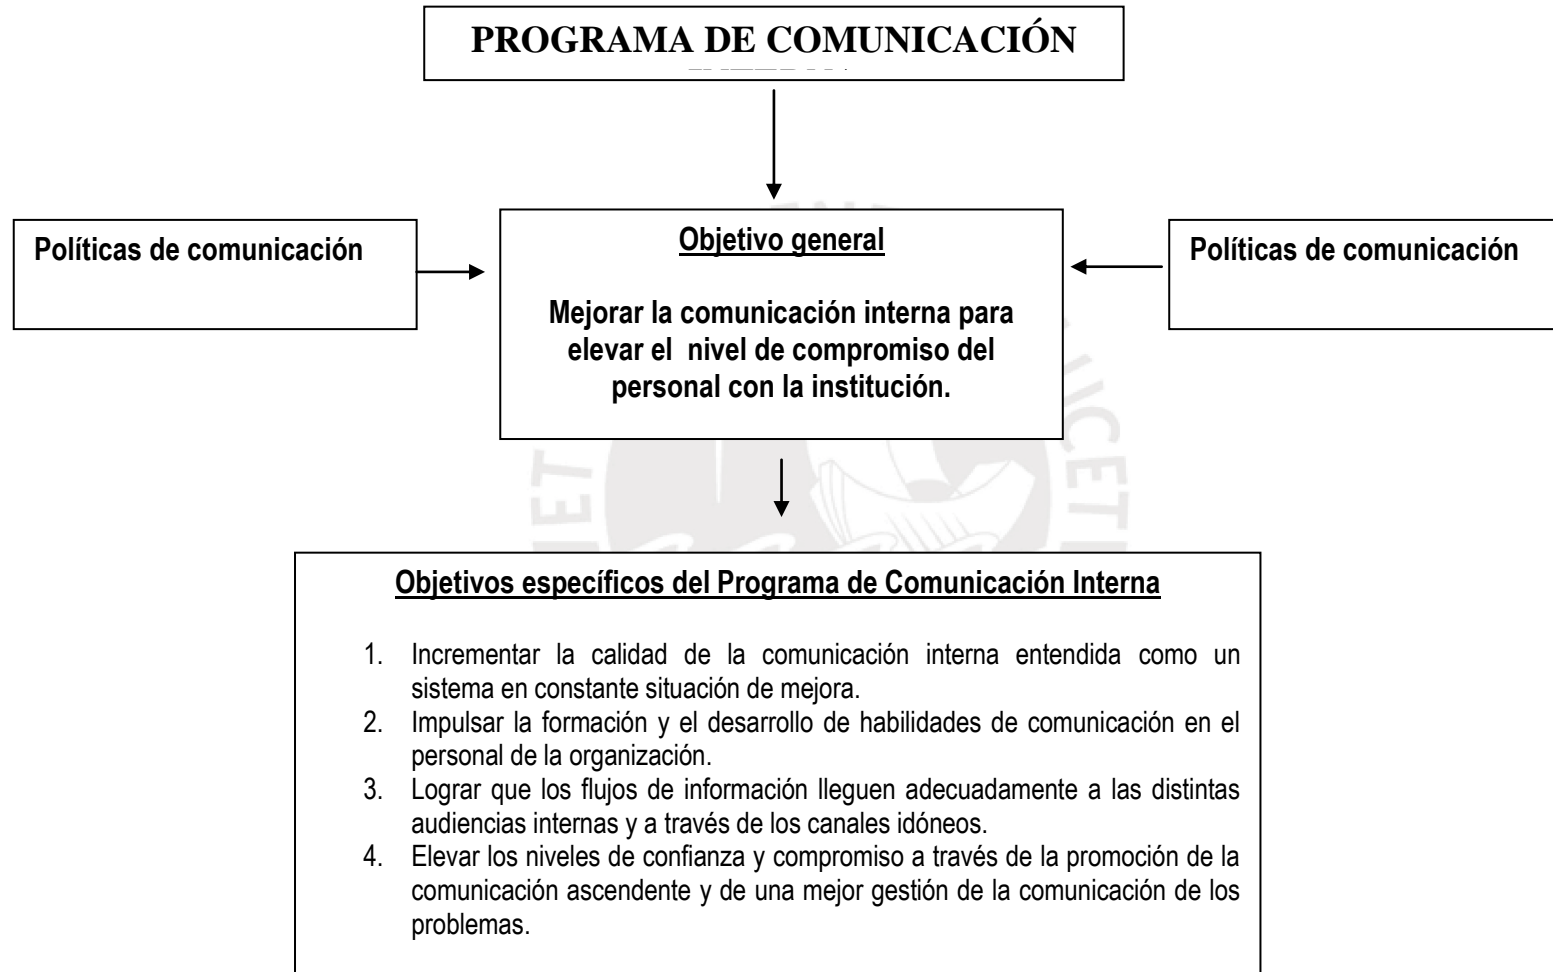 PROGRAMA DE COMUNICACIÓN
Políticas de comunicación
Objetivo general
Mejorar la comunicación interna para
elevar el nivel de compromiso del
personal con la institución.
Políticas de comunicación
Objetivos específicos del Programa de Comunicación Interna
1. Incrementar la calidad de la comunicación interna entendida como un
sistema en constante situación de mejora.
2. Impulsar la formación y el desarrollo de habilidades de comunicación en el
personal de la organización.
3. Lograr que los flujos de información lleguen adecuadamente a las distintas
audiencias internas y a través de los canales idóneos.
4. Elevar los niveles de confianza y compromiso a través de la promoción de la
comunicación ascendente y de una mejor gestión de la comunicación de los
problemas.